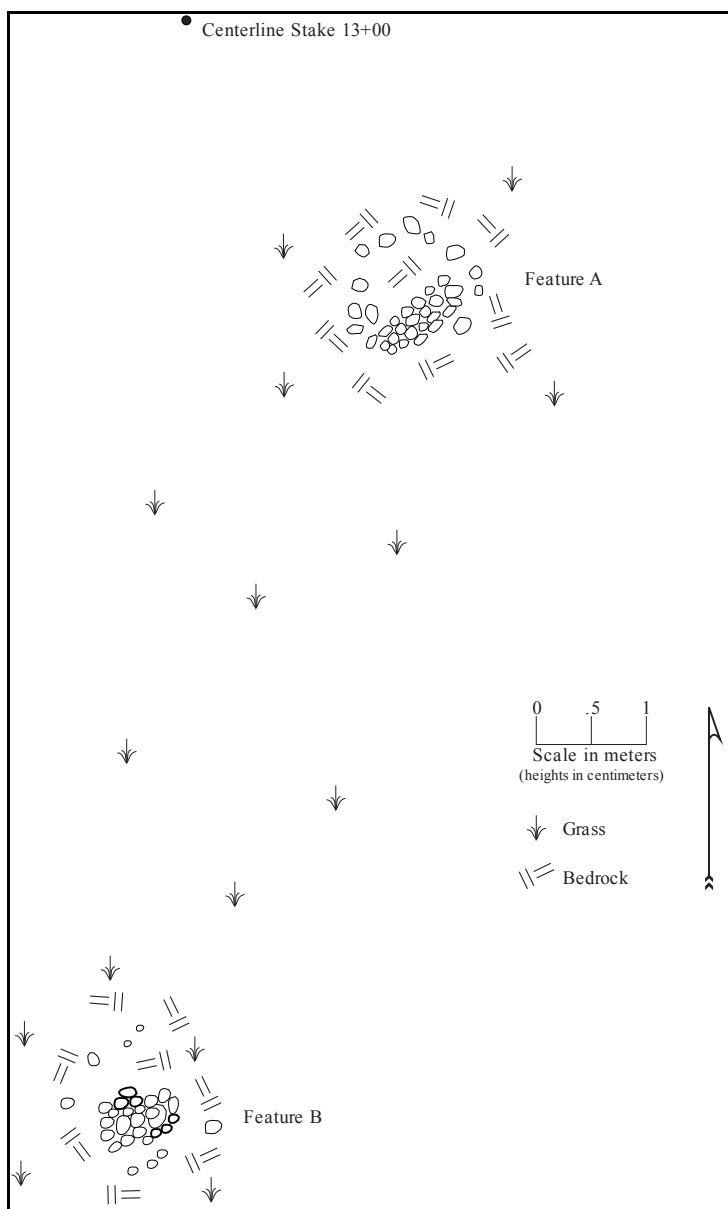 Centerline Stake 13+00
Feature A
0 .5 1
Scale in meters
(heights in centimeters)
Grass
Bedrock
Feature B